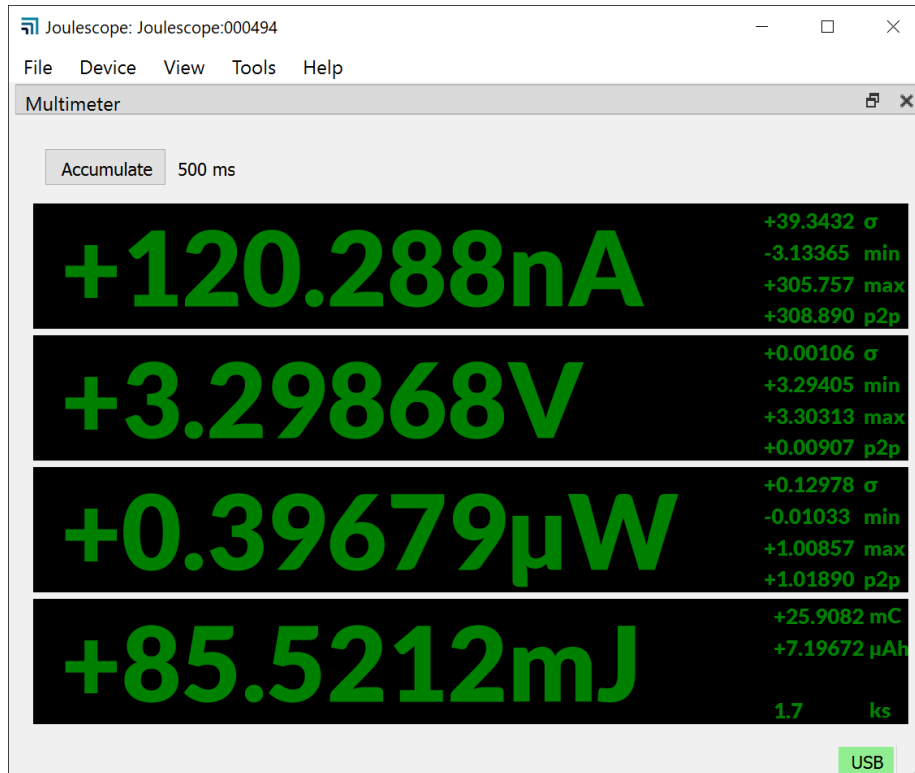 Joulescope: Joulescope:000494
File Device View Tools Help
Multimeter
Accumulate 500 ms
+120.288nA
+39.3432 σ
-3.13365 min
+305.757 max
+308.890 p2p
+3.29868V
+0.00106 σ
+3.29405 min
+3.30313 max
+0.00907 p2p
+0.39679µW
+0.12978 σ
-0.01033 min
+1.00857 max
+1.01890 p2p
+85.5212mJ
+25.9082 mC
+7.19672 µAh
1.7 ks
USB